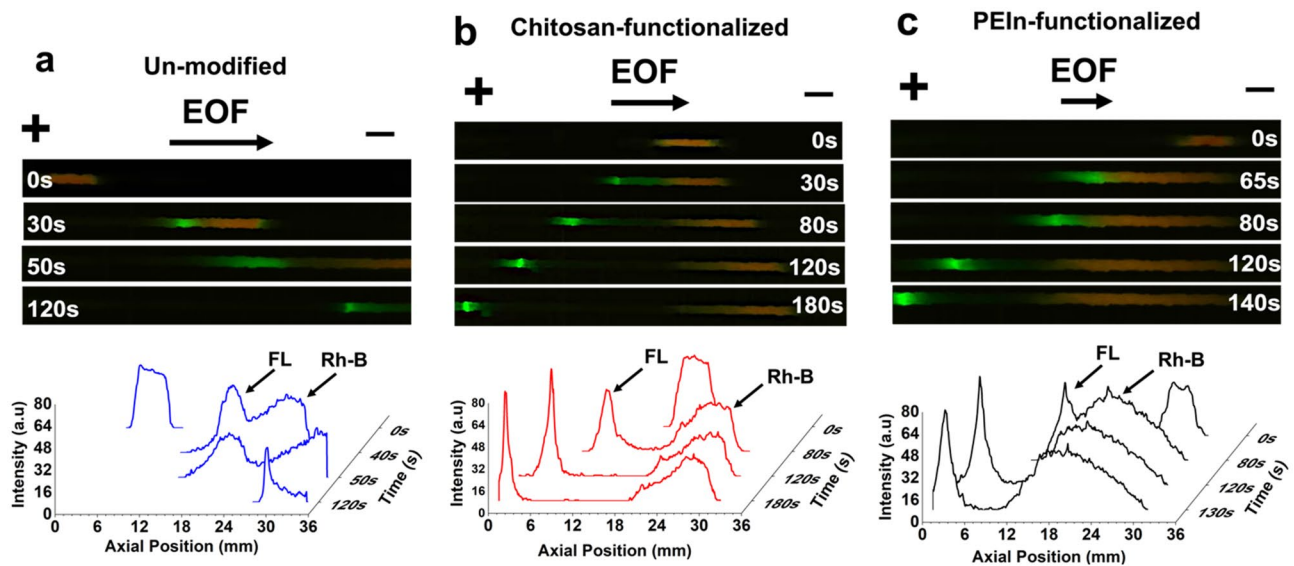 a
Un-modified
EOF
+
−
0s
30s
50s
120s
FL
Rh-B
Intensity (a.u)
80
64
48
32
16
0
0 6 12 18 24 30 36
Axial Position (mm)
0s
40s
50s
120s
Time (s)
b
Chitosan-functionalized
EOF
+
−
0s
30s
80s
120s
180s
FL
Rh-B
Intensity (a.u)
80
64
48
32
16
0
0 6 12 18 24 30 36
Axial Position (mm)
0s
80s
120s
180s
Time (s)
c
PEIn-functionalized
EOF
+
−
0s
65s
80s
120s
140s
FL
Rh-B
Intensity (a.u)
80
64
48
32
16
0
0 6 12 18 24 30 36
Axial Position (mm)
0s
80s
120s
130s
Time (s)